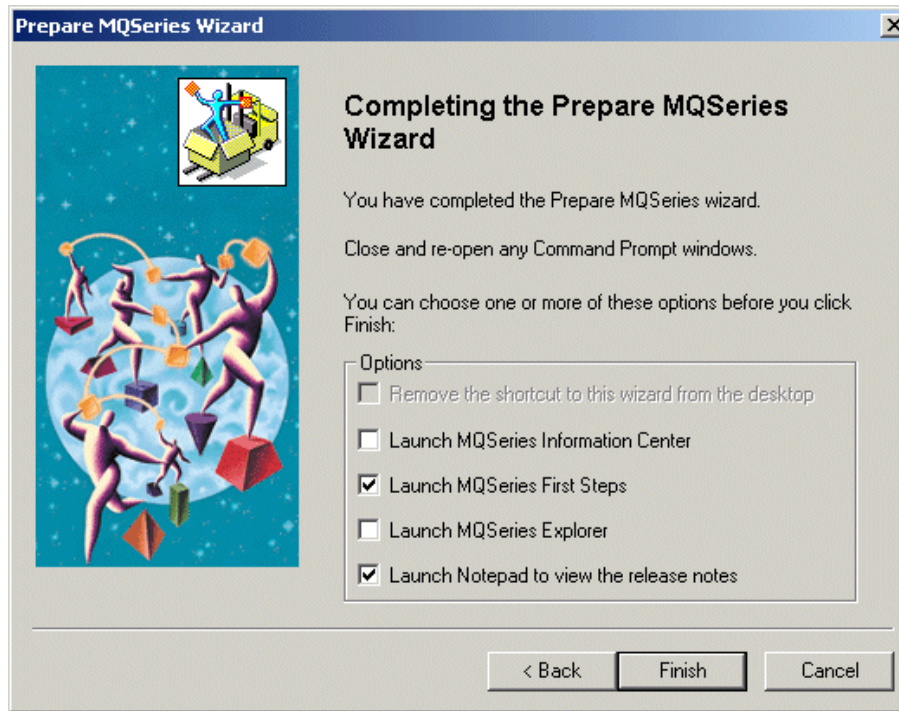 Prepare MQSeries Wizard
Completing the Prepare MQSeries
Wizard
You have completed the Prepare MQSeries wizard.
Close and re-open any Command Prompt windows.
You can choose one or more of these options before you click
Finish:
Options
Remove the shortcut to this wizard from the desktop
Launch MQSeries Information Center
Launch MQSeries First Steps
Launch MQSeries Explorer
Launch Notepad to view the release notes
< Back
Finish
Cancel